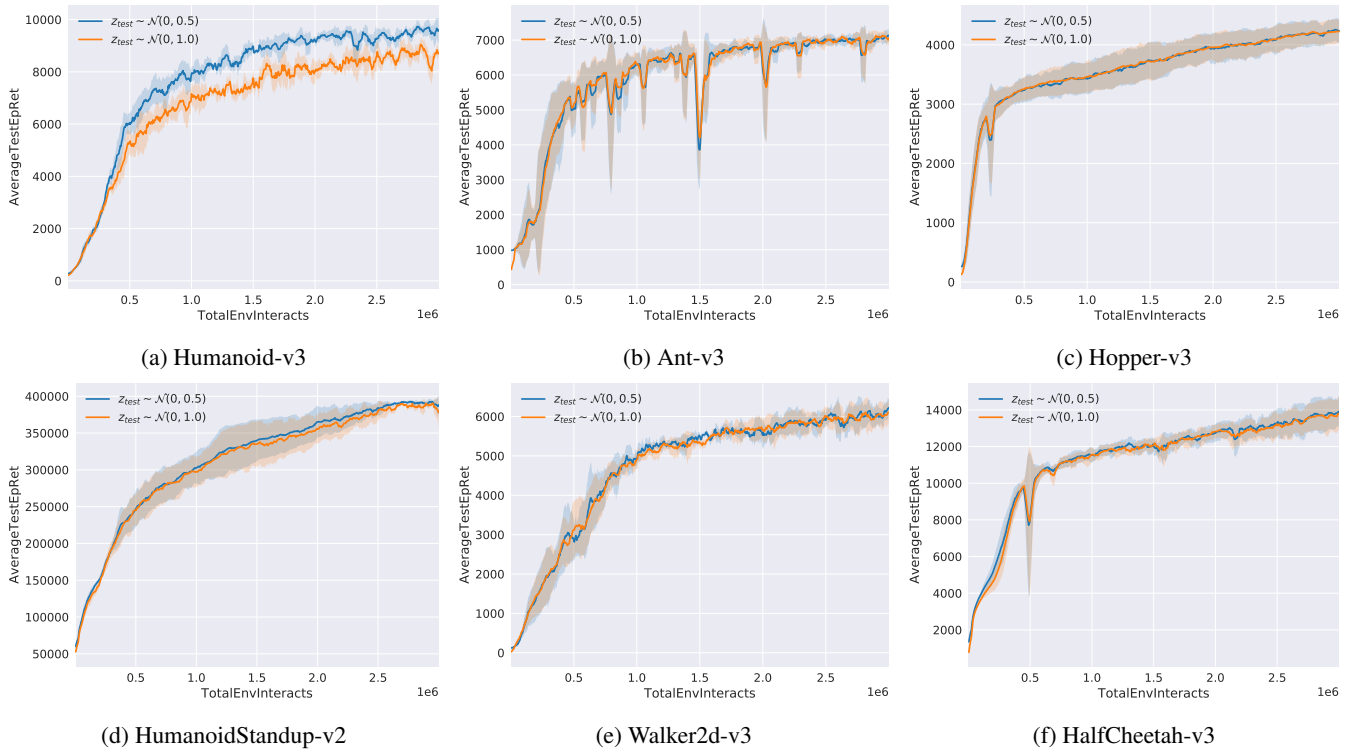 z_test ~ N(0, 0.5)
z_test ~ N(0, 1.0)
10000
8000
6000
4000
2000
0
AverageTestEpRet
0.5 1.0 1.5 2.0 2.5
TotalEnvInteracts 1e6
(a) Humanoid-v3
z_test ~ N(0, 0.5)
z_test ~ N(0, 1.0)
7000
6000
5000
4000
3000
2000
1000
0
AverageTestEpRet
0.5 1.0 1.5 2.0 2.5
TotalEnvInteracts 1e6
(b) Ant-v3
z_test ~ N(0, 0.5)
z_test ~ N(0, 1.0)
4000
3000
2000
1000
0
AverageTestEpRet
0.5 1.0 1.5 2.0 2.5
TotalEnvInteracts 1e6
(c) Hopper-v3
z_test ~ N(0, 0.5)
z_test ~ N(0, 1.0)
400000
350000
300000
250000
200000
150000
100000
50000
AverageTestEpRet
0.5 1.0 1.5 2.0 2.5
TotalEnvInteracts 1e6
(d) HumanoidStandup-v2
z_test ~ N(0, 0.5)
z_test ~ N(0, 1.0)
6000
5000
4000
3000
2000
1000
0
AverageTestEpRet
0.5 1.0 1.5 2.0 2.5
TotalEnvInteracts 1e6
(e) Walker2d-v3
z_test ~ N(0, 0.5)
z_test ~ N(0, 1.0)
14000
12000
10000
8000
6000
4000
2000
AverageTestEpRet
0.5 1.0 1.5 2.0 2.5
TotalEnvInteracts 1e6
(f) HalfCheetah-v3